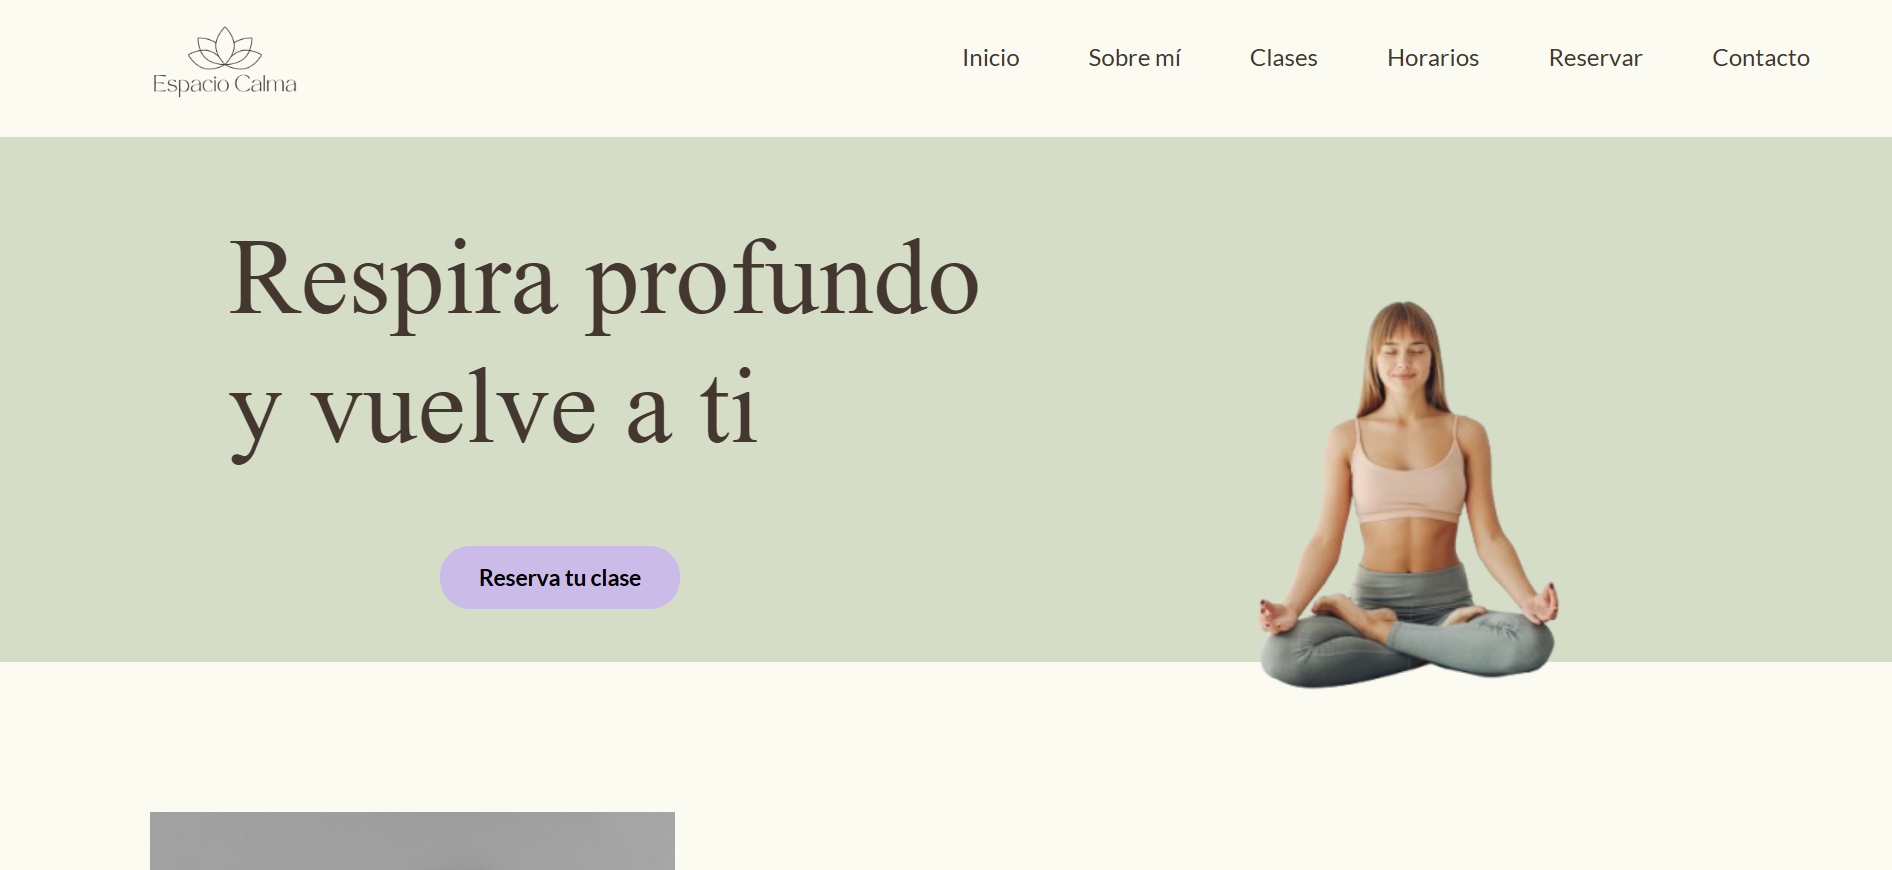 Espacio Calma
Inicio Sobre mí Clases Horarios Reservar Contacto
Respira profundo
y vuelve a ti
Reserva tu clase